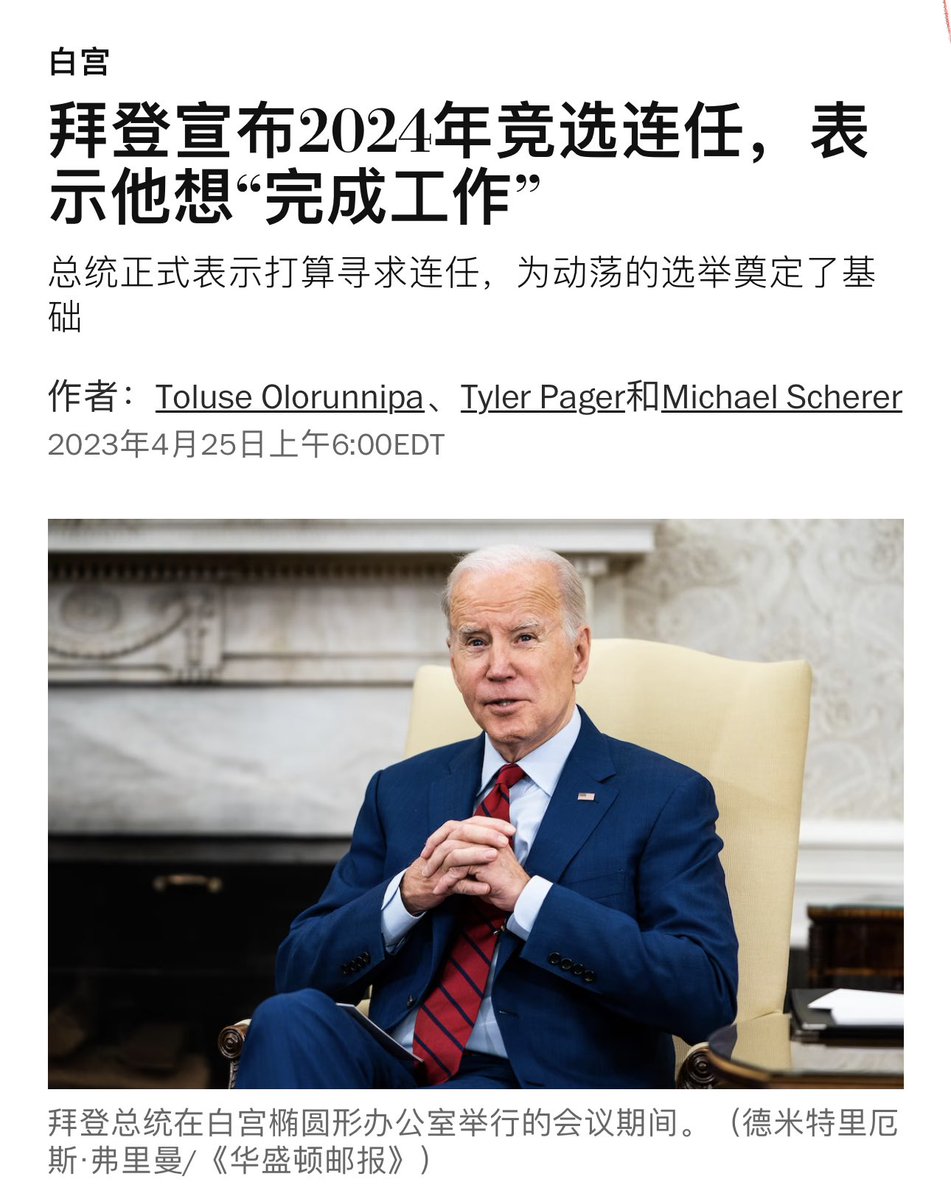 白宫
拜登宣布2024年竞选连任，表
示他想“完成工作”
总统正式表示打算寻求连任，为动荡的选举奠定了基
础
作者：Toluse Olorunnipa、Tyler Pager和Michael Scherer
2023年4月25日上午6:00EDT
拜登总统在白宫椭圆形办公室举行的会议期间。（德米特里厄
斯·弗里曼/《华盛顿邮报》）